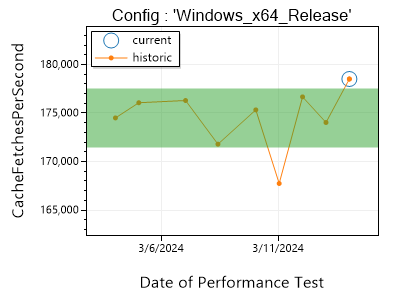 Config : 'Windows_x64_Release'
current
historic
CacheFetchesPerSecond
180,000
175,000
170,000
165,000
3/6/2024
3/11/2024
Date of Performance Test